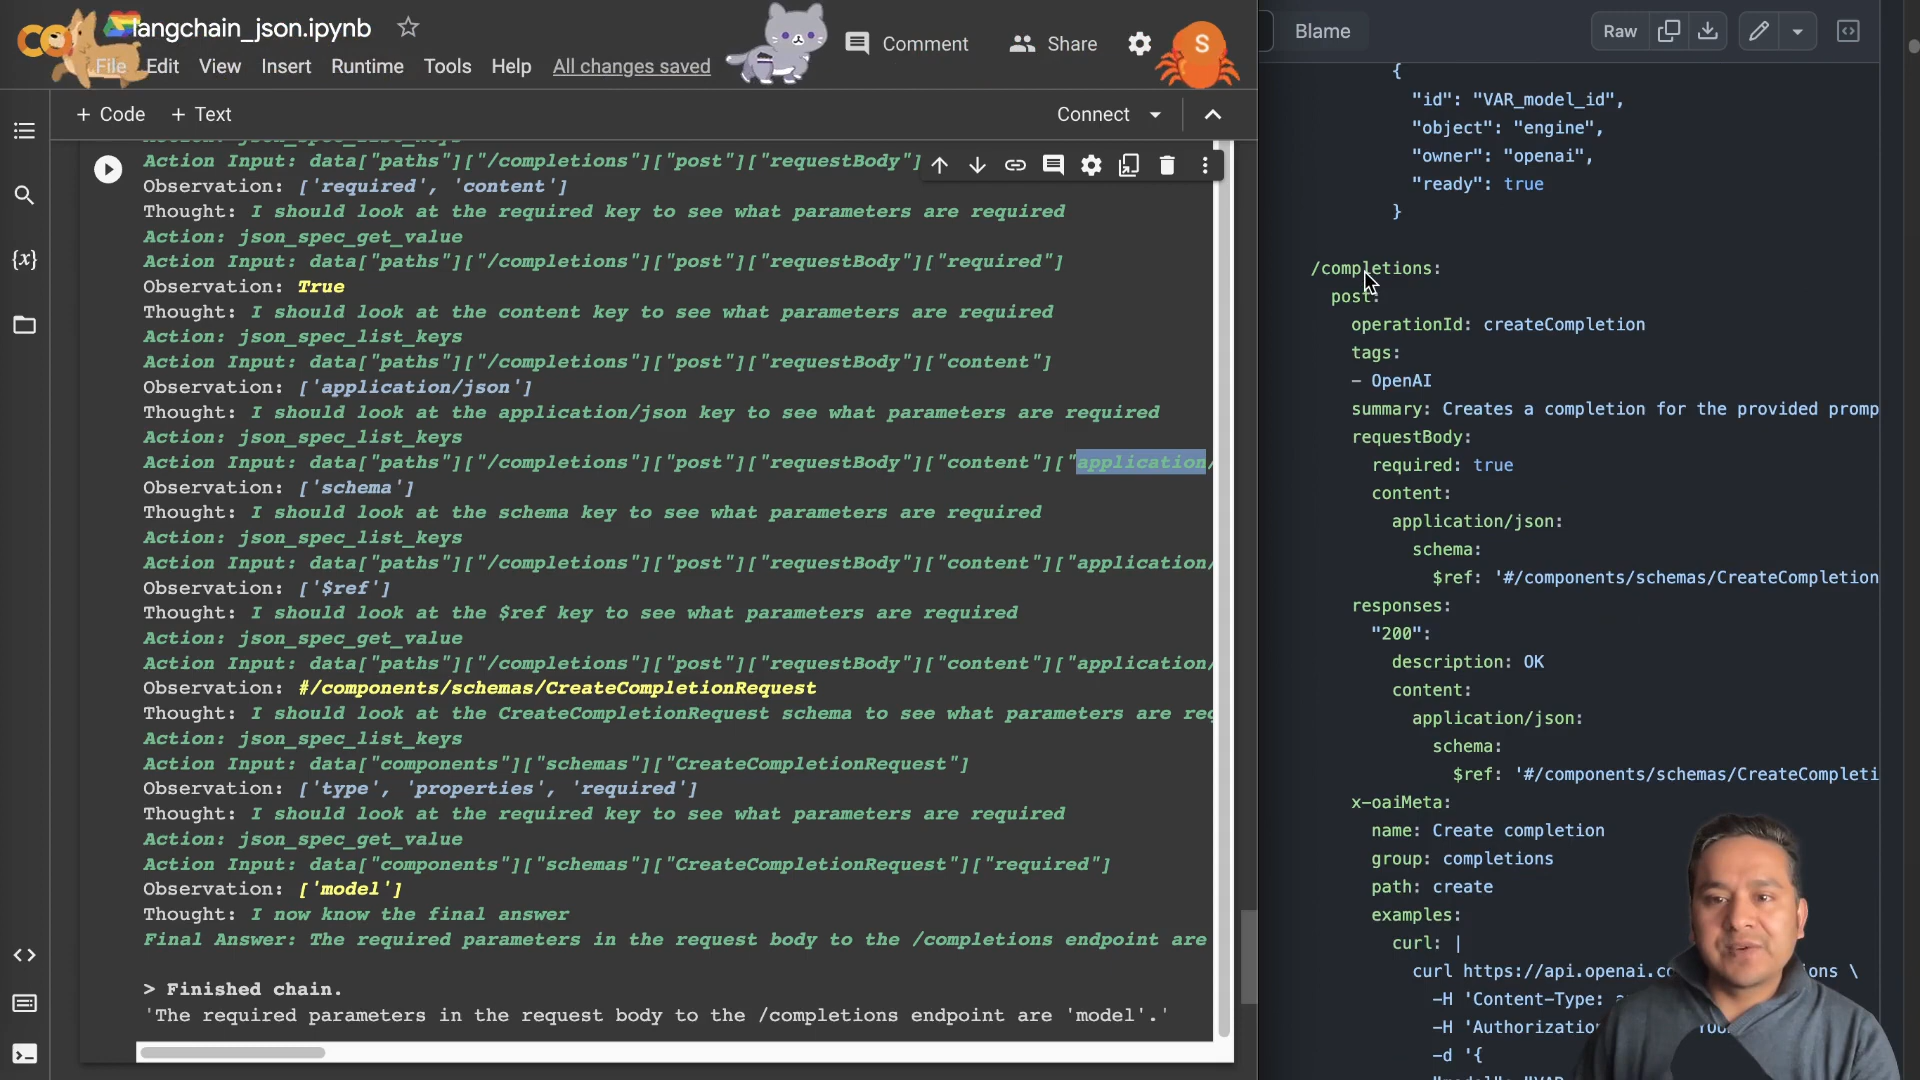 langchain_json.ipynb
Comment
Share
S
File Edit View Insert Runtime Tools Help All changes saved
+ Code + Text
Connect
Action Input: data["paths"]["/completions"]["post"]["requestBody"]
Observation: ['required', 'content']
Thought: I should look at the required key to see what parameters are required
Action: json_spec_get_value
Action Input: data["paths"]["/completions"]["post"]["requestBody"]["required"]
Observation: True
Thought: I should look at the content key to see what parameters are required
Action: json_spec_list_keys
Action Input: data["paths"]["/completions"]["post"]["requestBody"]["content"]
Observation: ['application/json']
Thought: I should look at the application/json key to see what parameters are required
Action: json_spec_list_keys
Action Input: data["paths"]["/completions"]["post"]["requestBody"]["content"]["application/
Observation: ['schema']
Thought: I should look at the schema key to see what parameters are required
Action: json_spec_list_keys
Action Input: data["paths"]["/completions"]["post"]["requestBody"]["content"]["application/
Observation: ['$ref']
Thought: I should look at the $ref key to see what parameters are required
Action: json_spec_get_value
Action Input: data["paths"]["/completions"]["post"]["requestBody"]["content"]["application/
Observation: #/components/schemas/CreateCompletionRequest
Thought: I should look at the CreateCompletionRequest schema to see what parameters are req
Action: json_spec_list_keys
Action Input: data["components"]["schemas"]["CreateCompletionRequest"]
Observation: ['type', 'properties', 'required']
Thought: I should look at the required key to see what parameters are required
Action: json_spec_get_value
Action Input: data["components"]["schemas"]["CreateCompletionRequest"]["required"]
Observation: ['model']
Thought: I now know the final answer
Final Answer: The required parameters in the request body to the /completions endpoint are
> Finished chain.
'The required parameters in the request body to the /completions endpoint are 'model'.'
Blame
Raw
{
"id": "VAR_model_id",
"object": "engine",
"owner": "openai",
"ready": true
}
/completions:
post:
operationId: createCompletion
tags:
- OpenAI
summary: Creates a completion for the provided promp
requestBody:
required: true
content:
application/json:
schema:
$ref: '#/components/schemas/CreateCompletion
responses:
"200":
description: OK
content:
application/json:
schema:
$ref: '#/components/schemas/CreateCompleti
x-oaiMeta:
name: Create completion
group: completions
path: create
examples:
curl: |
curl https://api.openai.co ions \
-H 'Content-Type: a
-H 'Authorizatio
-d '{